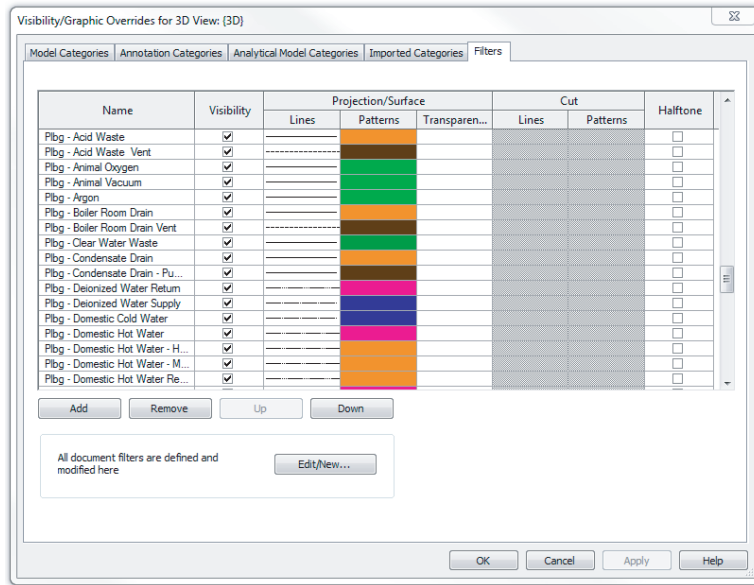 Visibility/Graphic Overrides for 3D View: {3D}
Model Categories Annotation Categories Analytical Model Categories Imported Categories Filters
Name Visibility Projection/Surface Cut Halftone
Lines Patterns Transparen... Lines Patterns
Plbg - Acid Waste
Plbg - Acid Waste Vent
Plbg - Animal Oxygen
Plbg - Animal Vacuum
Plbg - Argon
Plbg - Boiler Room Drain
Plbg - Boiler Room Drain Vent
Plbg - Clear Water Waste
Plbg - Condensate Drain
Plbg - Condensate Drain - Pu...
Plbg - Deionized Water Return
Plbg - Deionized Water Supply
Plbg - Domestic Cold Water
Plbg - Domestic Hot Water
Plbg - Domestic Hot Water - H...
Plbg - Domestic Hot Water - M...
Plbg - Domestic Hot Water Re...
Add Remove Up Down
All document filters are defined and
modified here
Edit/New...
OK Cancel Apply Help